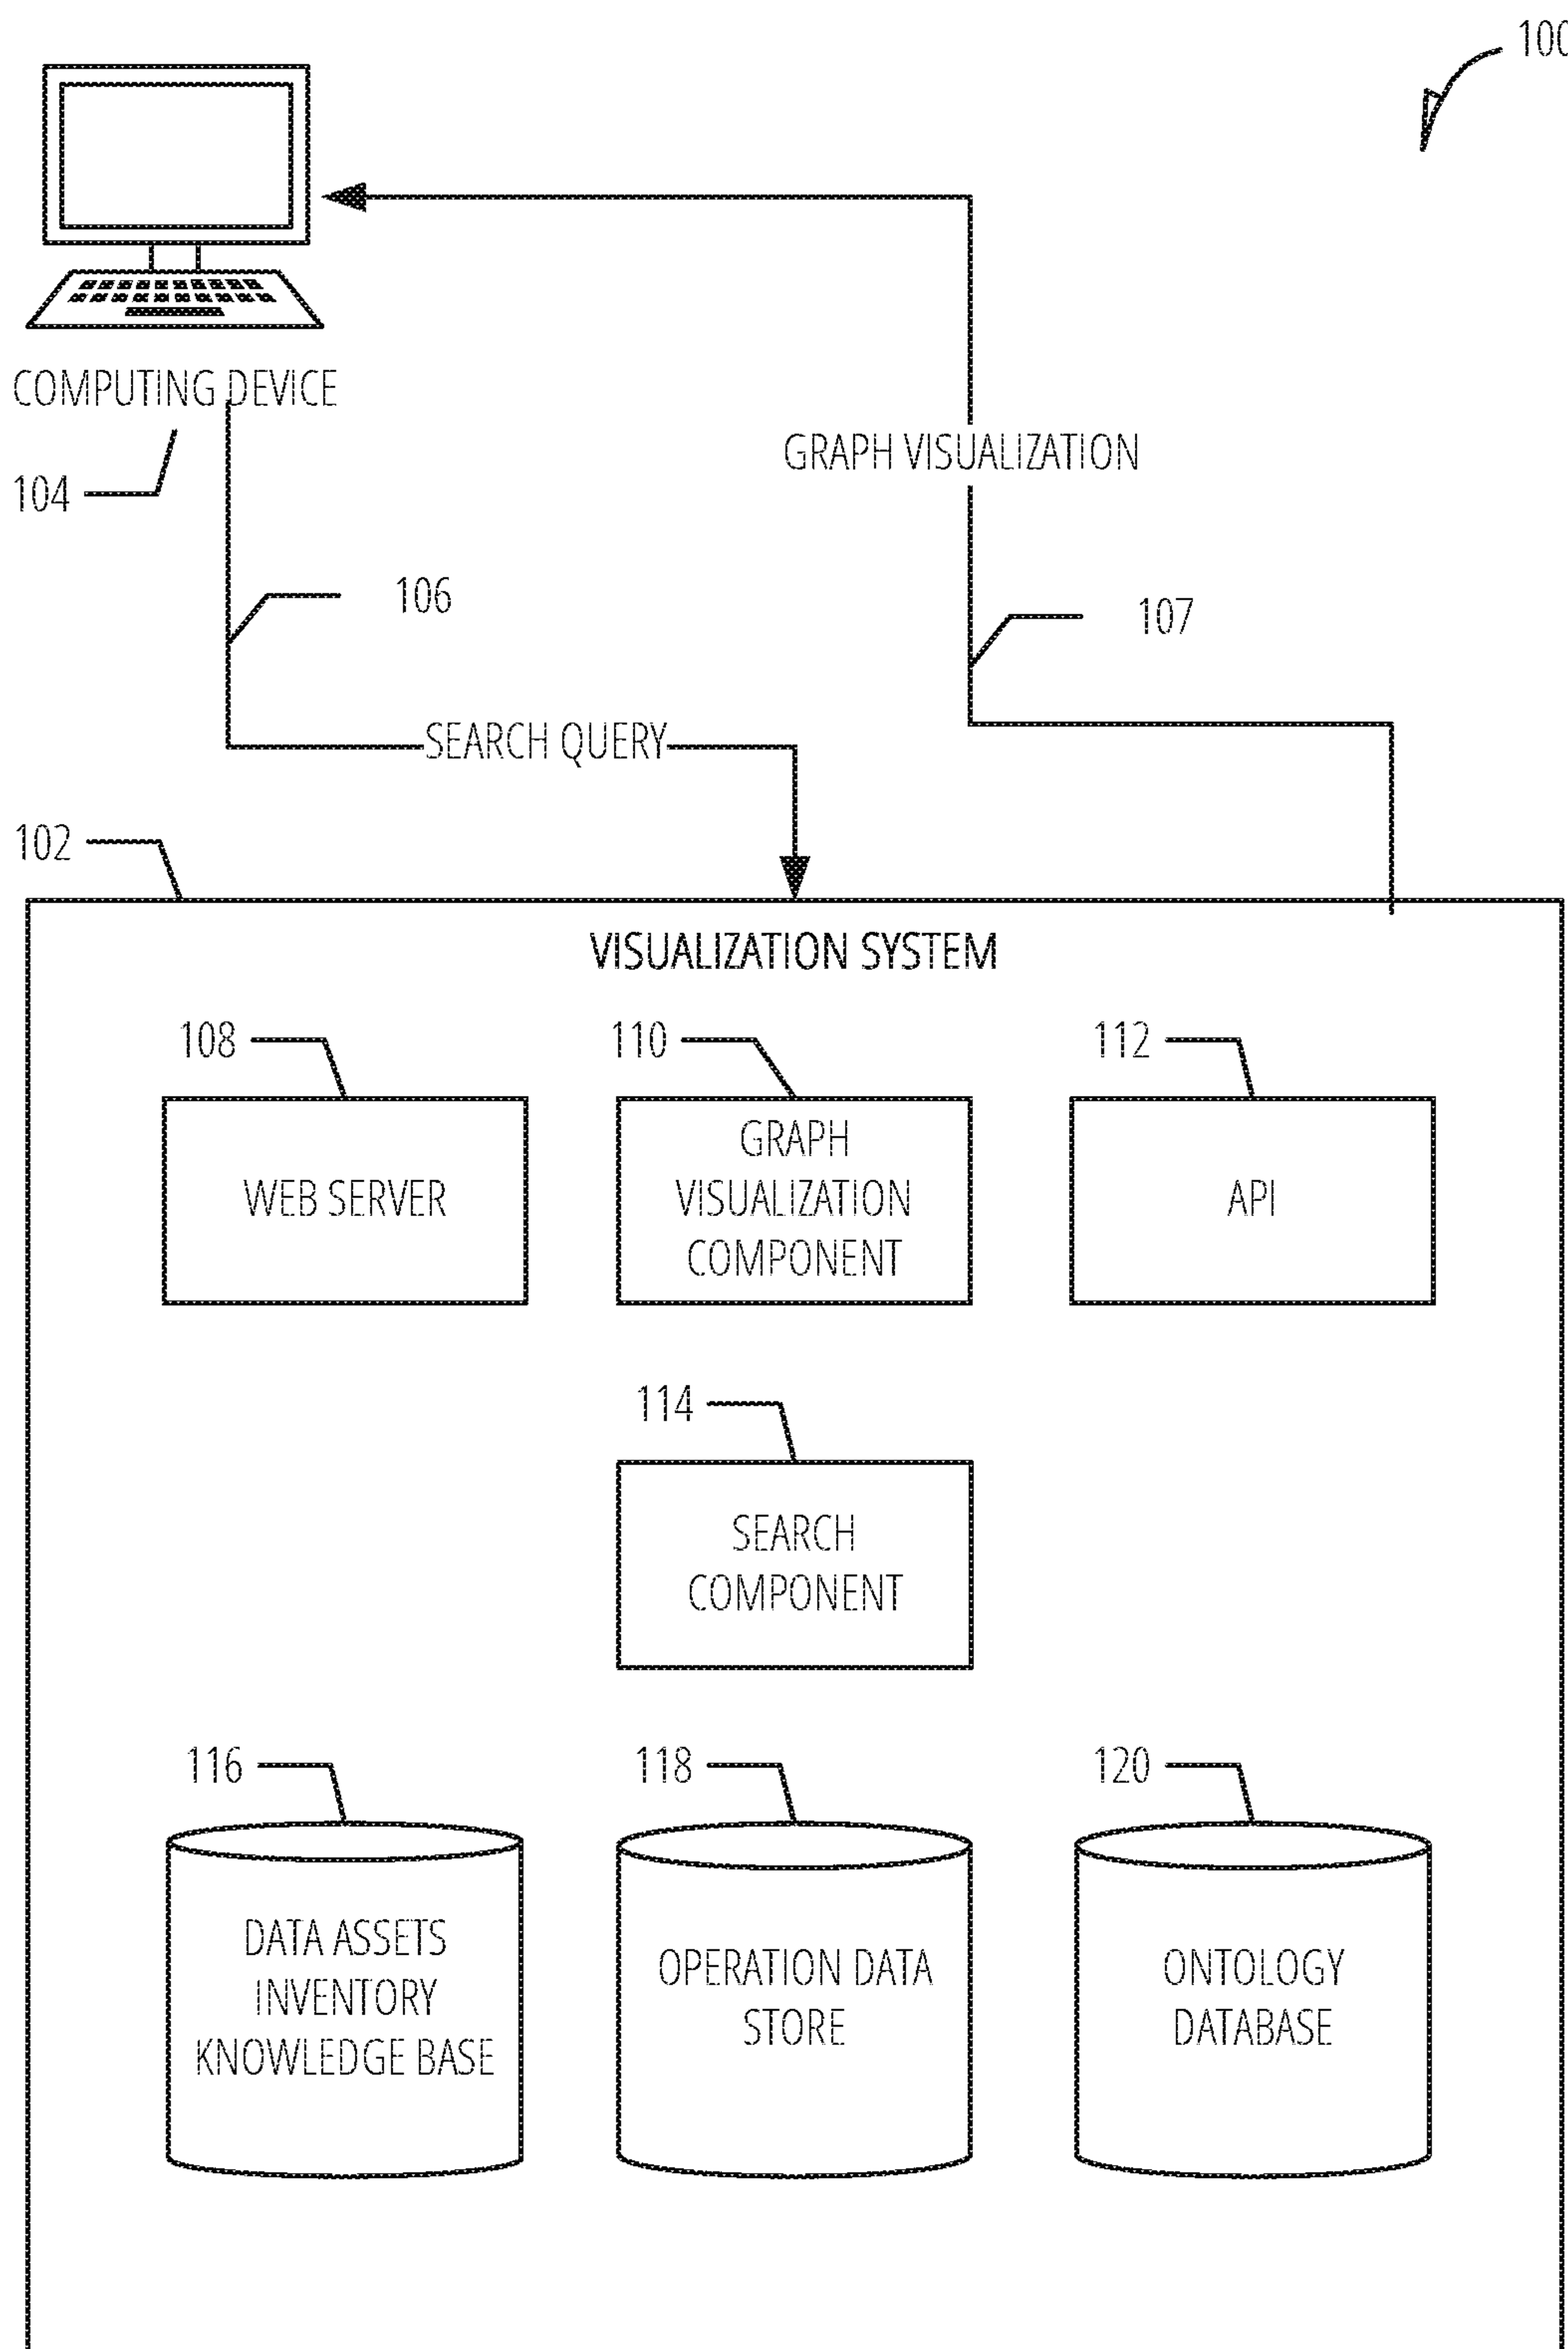 100
COMPUTING DEVICE
GRAPH VISUALIZATION
104
106
107
SEARCH QUERY
102
VISUALIZATION SYSTEM
108
110
112
WEB SERVER
GRAPH
VISUALIZATION
COMPONENT
API
114
SEARCH
COMPONENT
116
118
120
DATA ASSETS
INVENTORY
KNOWLEDGE BASE
OPERATION DATA
STORE
ONTOLOGY
DATABASE